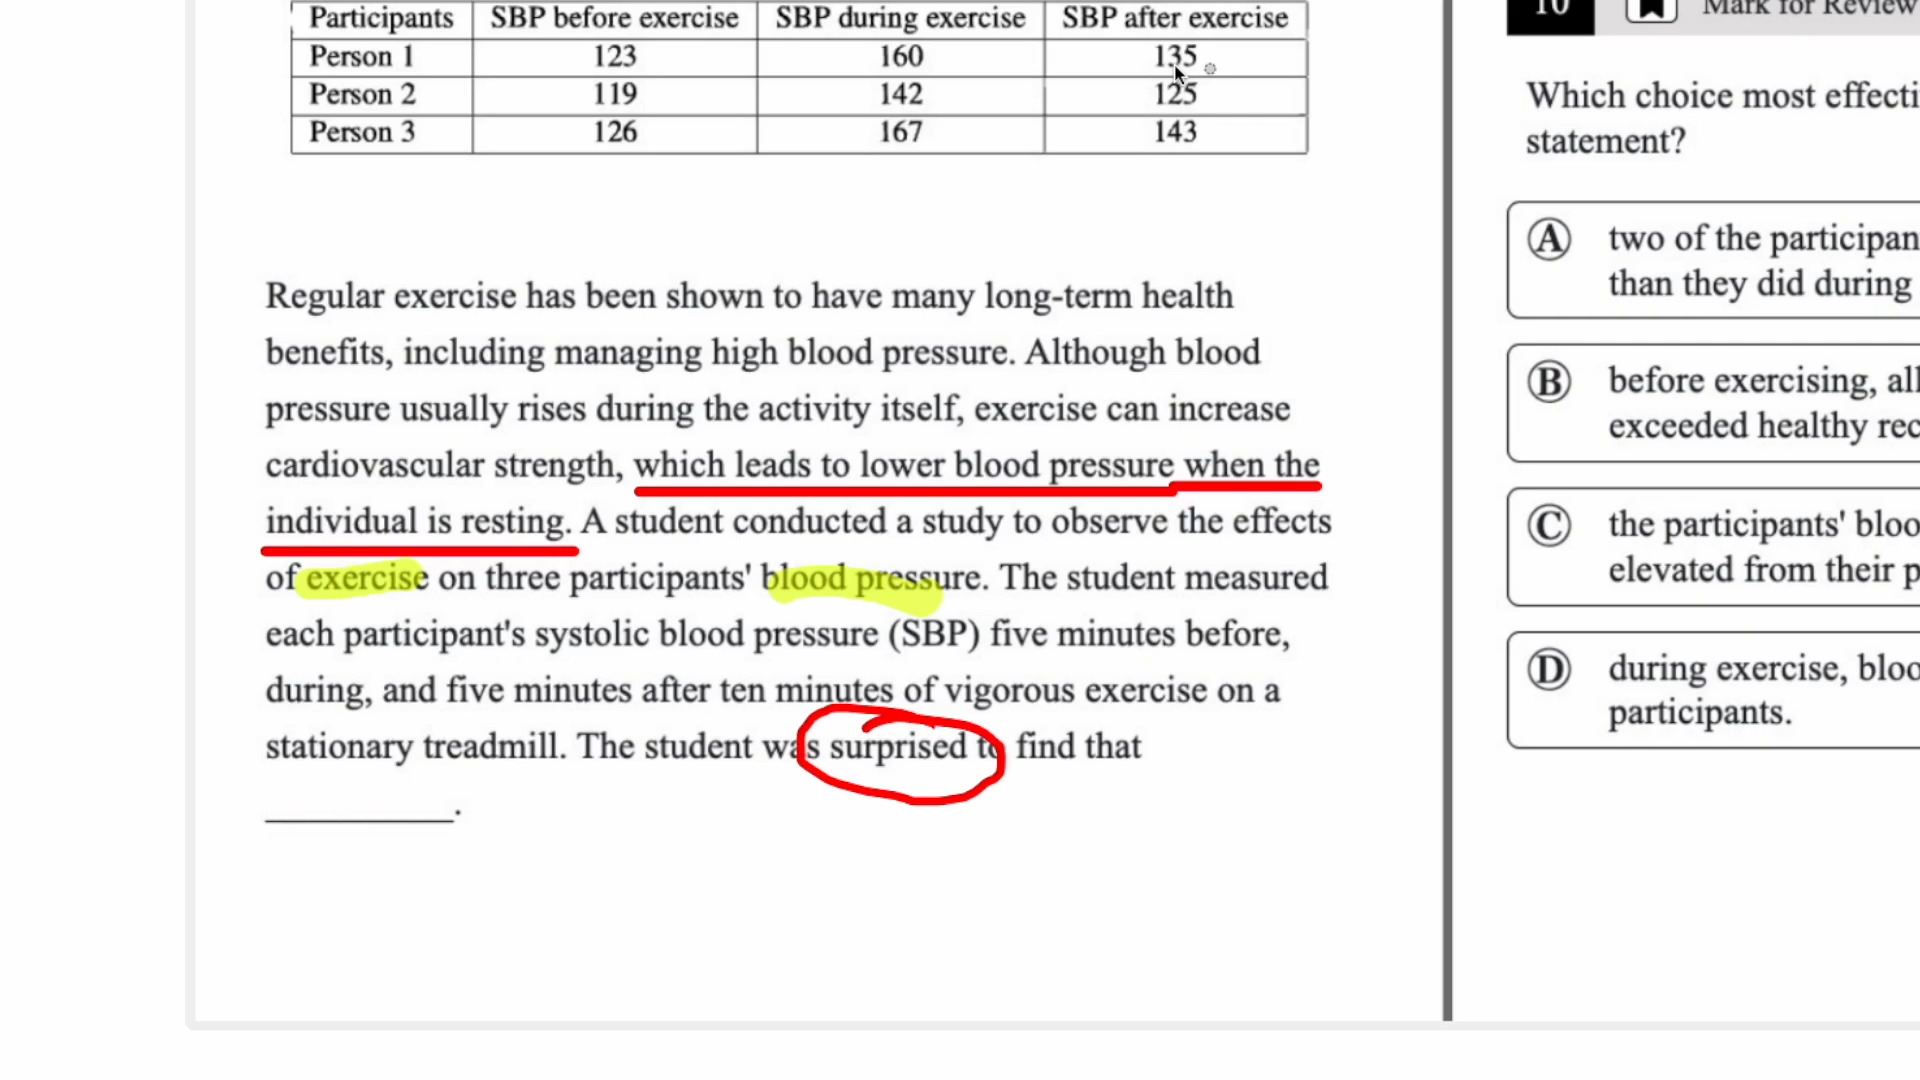 Participants SBP before exercise SBP during exercise SBP after exercise
Person 1 123 160 135
Person 2 119 142 125
Person 3 126 167 143
Regular exercise has been shown to have many long-term health
benefits, including managing high blood pressure. Although blood
pressure usually rises during the activity itself, exercise can increase
cardiovascular strength, which leads to lower blood pressure when the
individual is resting. A student conducted a study to observe the effects
of exercise on three participants' blood pressure. The student measured
each participant's systolic blood pressure (SBP) five minutes before,
during, and five minutes after ten minutes of vigorous exercise on a
stationary treadmill. The student was surprised to find that
__________.
10 Mark for Review
Which choice most effecti
statement?
A two of the participan
than they did during
B before exercising, all
exceeded healthy rec
C the participants' bloo
elevated from their p
D during exercise, bloo
participants.